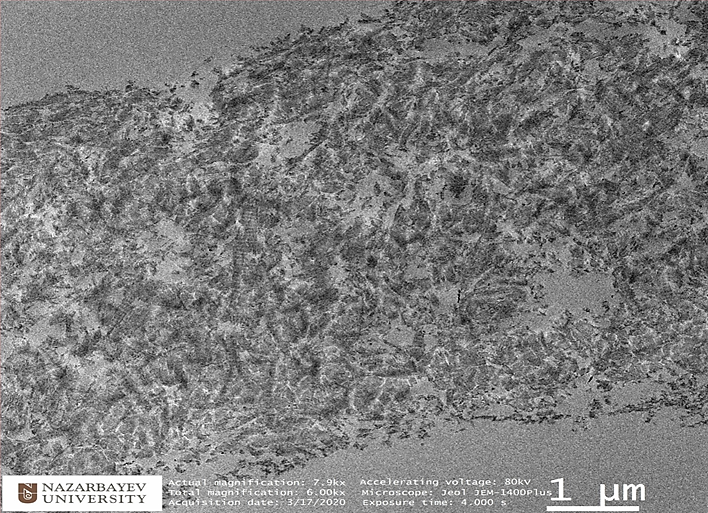 NAZARBAYEV
UNIVERSITY
Actual magnification: 7.9kx Accelerating voltage: 80kV
Total magnification: 6.00kx Microscope: Jeol JEM-1400Plus
Acquisition date: 3/17/2020 Exposure time: 4.000 s
1 μm